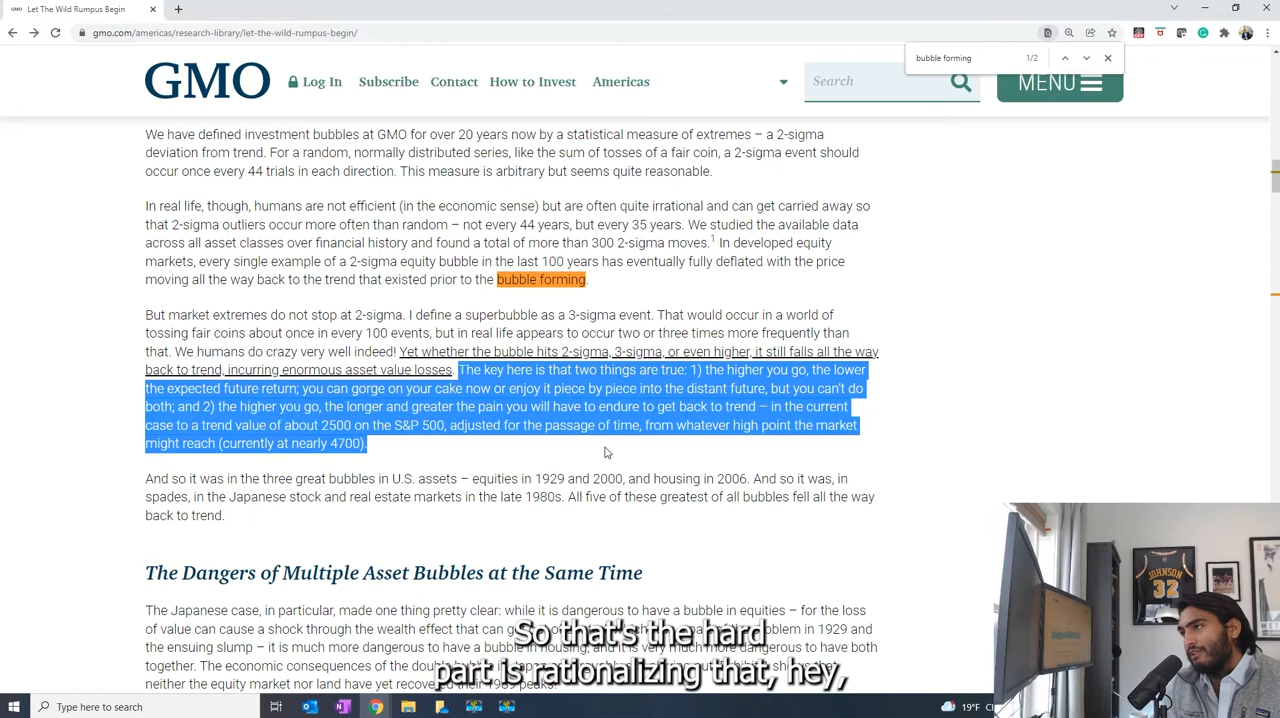 GMO Let The Wild Rumpus Begin
gmo.com/americas/research-library/let-the-wild-rumpus-begin/
bubble forming 1/2
GMO Log In Subscribe Contact How to Invest Americas Search MENU
We have defined investment bubbles at GMO for over 20 years now by a statistical measure of extremes – a 2-sigma
deviation from trend. For a random, normally distributed series, like the sum of tosses of a fair coin, a 2-sigma event should
occur once every 44 trials in each direction. This measure is arbitrary but seems quite reasonable.
In real life, though, humans are not efficient (in the economic sense) but are often quite irrational and can get carried away so
that 2-sigma outliers occur more often than random – not every 44 years, but every 35 years. We studied the available data
across all asset classes over financial history and found a total of more than 300 2-sigma moves.1 In developed equity
markets, every single example of a 2-sigma equity bubble in the last 100 years has eventually fully deflated with the price
moving all the way back to the trend that existed prior to the bubble forming.
But market extremes do not stop at 2-sigma. I define a superbubble as a 3-sigma event. That would occur in a world of
tossing fair coins about once in every 100 events, but in real life appears to occur two or three times more frequently than
that. We humans do crazy very well indeed! Yet whether the bubble hits 2-sigma, 3-sigma, or even higher, it still falls all the way
back to trend, incurring enormous asset value losses. The key here is that two things are true: 1) the higher you go, the lower
the expected future return; you can gorge on your cake now or enjoy it piece by piece into the distant future, but you can't do
both; and 2) the higher you go, the longer and greater the pain you will have to endure to get back to trend – in the current
case to a trend value of about 2500 on the S&P 500, adjusted for the passage of time, from whatever high point the market
might reach (currently at nearly 4700).
And so it was in the three great bubbles in U.S. assets – equities in 1929 and 2000, and housing in 2006. And so it was, in
spades, in the Japanese stock and real estate markets in the late 1980s. All five of these greatest of all bubbles fell all the way
back to trend.
The Dangers of Multiple Asset Bubbles at the Same Time
The Japanese case, in particular, made one thing pretty clear: while it is dangerous to have a bubble in equities – for the loss
of value can cause a shock through the wealth effect that can problem in 1929 and
the ensuing slump – it is much more dangerous to have a bubble in housing, and it is very much more dangerous to have both
together. The economic consequences of the that
neither the equity market nor land have yet recovered their 1989 peaks.
So that's the hard
part is rationalizing that, hey,
JOHNSON
32
Type here to search
19°F